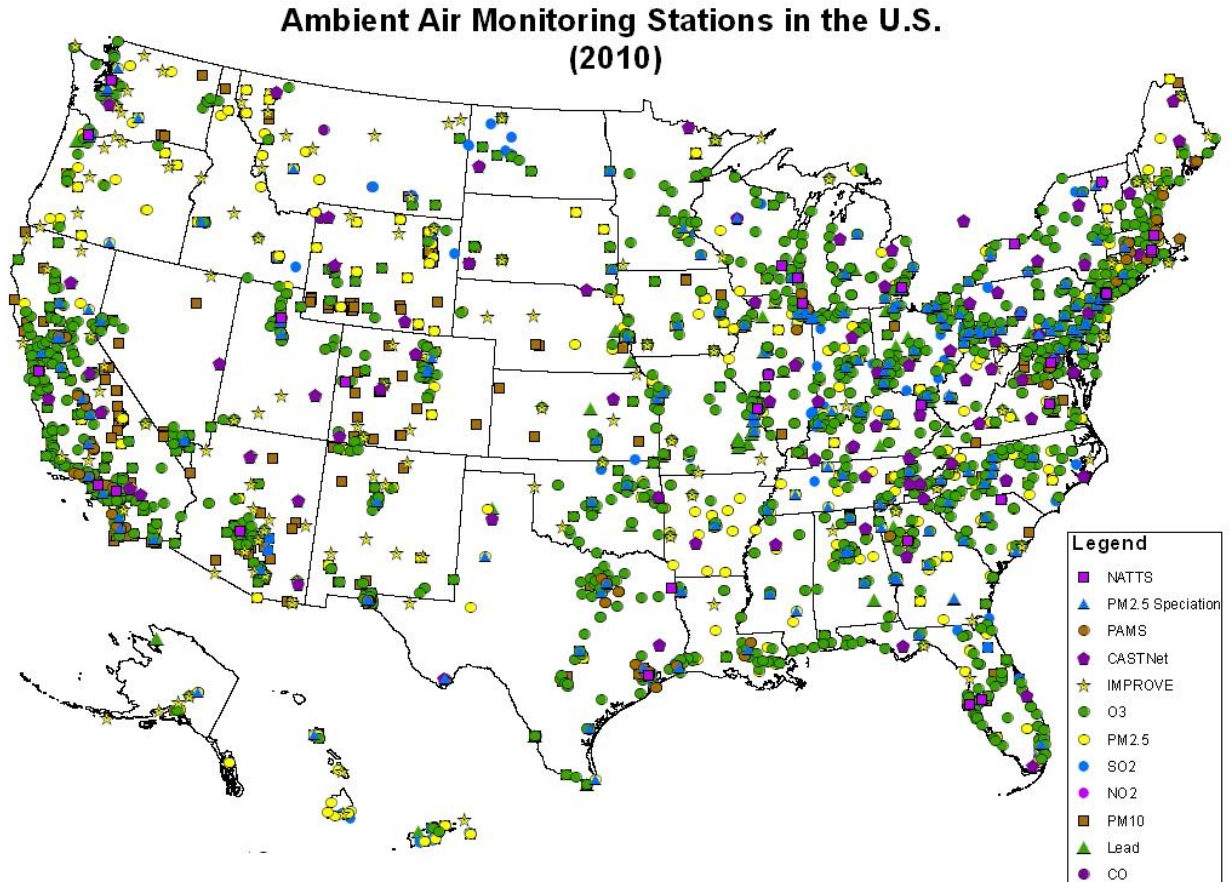 Ambient Air Monitoring Stations in the U.S.
(2010)
Legend
NATTS
PM2.5 Speciation
PAMS
CASTNet
IMPROVE
O3
PM2.5
SO2
NO2
PM10
Lead
CO